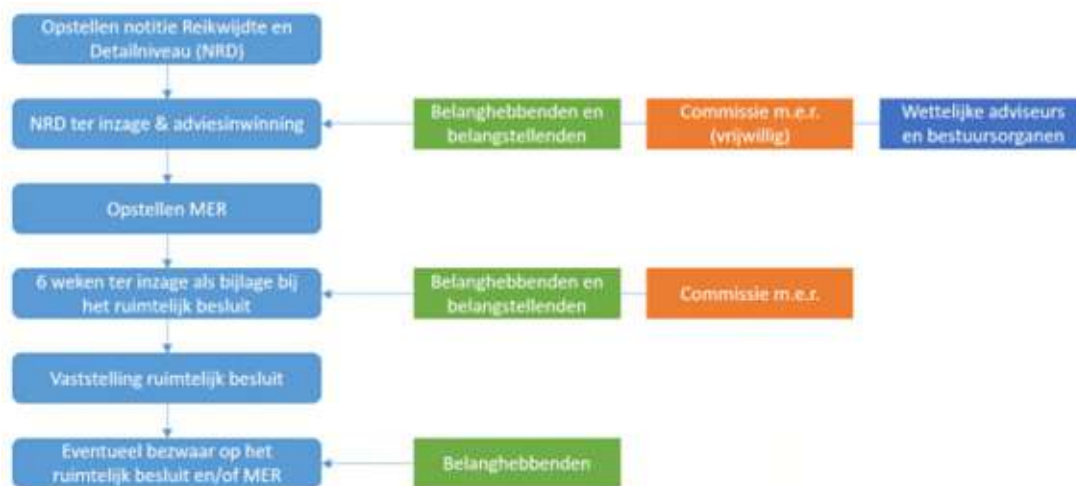 Opstellen notitie Reikwijdte en
Detailniveau (NRD)
NRD ter inzage & adviesinwinning
Belanghebbenden en
belangstellenden
Commissie m.e.r.
(vrijwillig)
Wettelijke adviseurs
en bestuursorganen
Opstellen MER
6 weken ter inzage als bijlage bij
het ruimtelijk besluit
Belanghebbenden en
belangstellenden
Commissie m.e.r.
Vaststelling ruimtelijk besluit
Eventueel bezwaar op het
ruimtelijk besluit en/of MER
Belanghebbenden